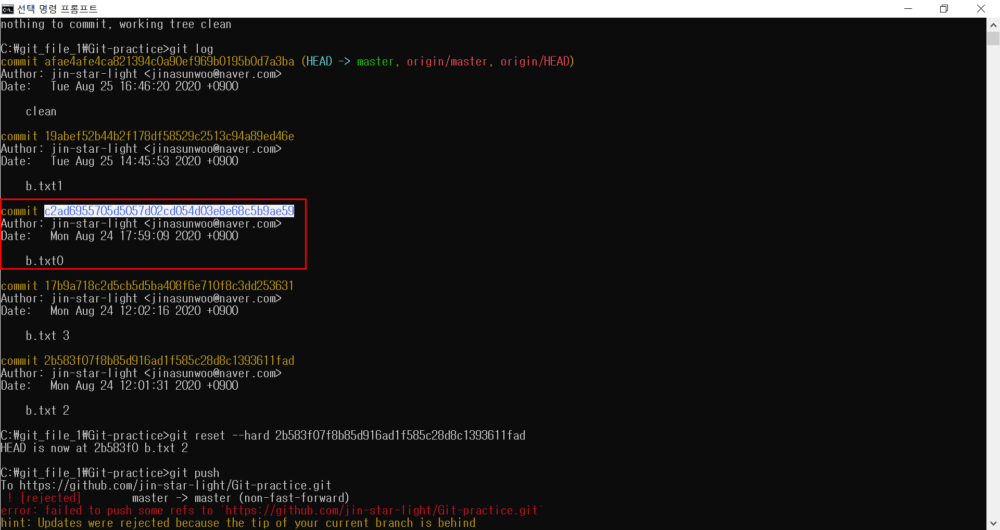 선택 명령 프롬프트
nothing to commit, working tree clean
C:₩git_file_1₩Git-practice>git log
commit afae4afe4ca821394c0a90ef969b0195b0d7a3ba (HEAD -> master, origin/master, origin/HEAD)
Author: jin-star-light <jinasunwoo@naver.com>
Date:   Tue Aug 25 16:46:20 2020 +0900
    clean
commit 19abef52b44b2f178df58529c2513c94a89ed46e
Author: jin-star-light <jinasunwoo@naver.com>
Date:   Tue Aug 25 14:45:53 2020 +0900
    b.txt1
commit c2ad6955705d5057d02cd054d03e8e68c5b9ae59
Author: jin-star-light <jinasunwoo@naver.com>
Date:   Mon Aug 24 17:59:09 2020 +0900
    b.txt0
commit 17b9a718c2d5cb5d5ba408f6e710f8c3dd253631
Author: jin-star-light <jinasunwoo@naver.com>
Date:   Mon Aug 24 12:02:16 2020 +0900
    b.txt 3
commit 2b583f07f8b85d916ad1f585c28d8c1393611fad
Author: jin-star-light <jinasunwoo@naver.com>
Date:   Mon Aug 24 12:01:31 2020 +0900
    b.txt 2
C:₩git_file_1₩Git-practice>git reset --hard 2b583f07f8b85d916ad1f585c28d8c1393611fad
HEAD is now at 2b583f0 b.txt 2
C:₩git_file_1₩Git-practice>git push
To https://github.com/jin-star-light/Git-practice.git
 ! [rejected]        master -> master (non-fast-forward)
error: failed to push some refs to 'https://github.com/jin-star-light/Git-practice.git'
hint: Updates were rejected because the tip of your current branch is behind